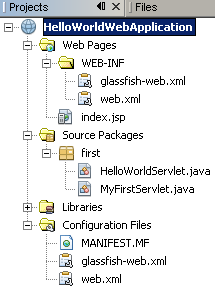 Projects
Files
HelloWorldWebApplication
Web Pages
WEB-INF
glassfish-web.xml
web.xml
index.jsp
Source Packages
first
HelloWorldServlet.java
MyFirstServlet.java
Libraries
Configuration Files
MANIFEST.MF
glassfish-web.xml
web.xml